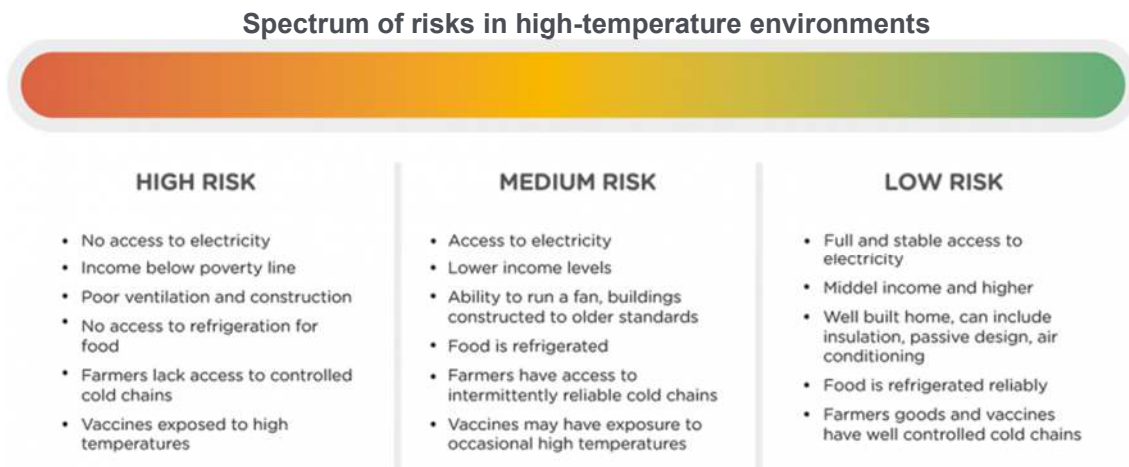 Spectrum of risks in high-temperature environments
HIGH RISK
• No access to electricity
• Income below poverty line
• Poor ventilation and construction
• No access to refrigeration for
food
• Farmers lack access to controlled
cold chains
• Vaccines exposed to high
temperatures
MEDIUM RISK
• Access to electricity
• Lower income levels
• Ability to run a fan, buildings
constructed to older standards
• Food is refrigerated
• Farmers have access to
intermittently reliable cold chains
• Vaccines may have exposure to
occasional high temperatures
LOW RISK
• Full and stable access to
electricity
• Middel income and higher
• Well built home, can include
insulation, passive design, air
conditioning
• Food is refrigerated reliably
• Farmers goods and vaccines
have well controlled cold chains